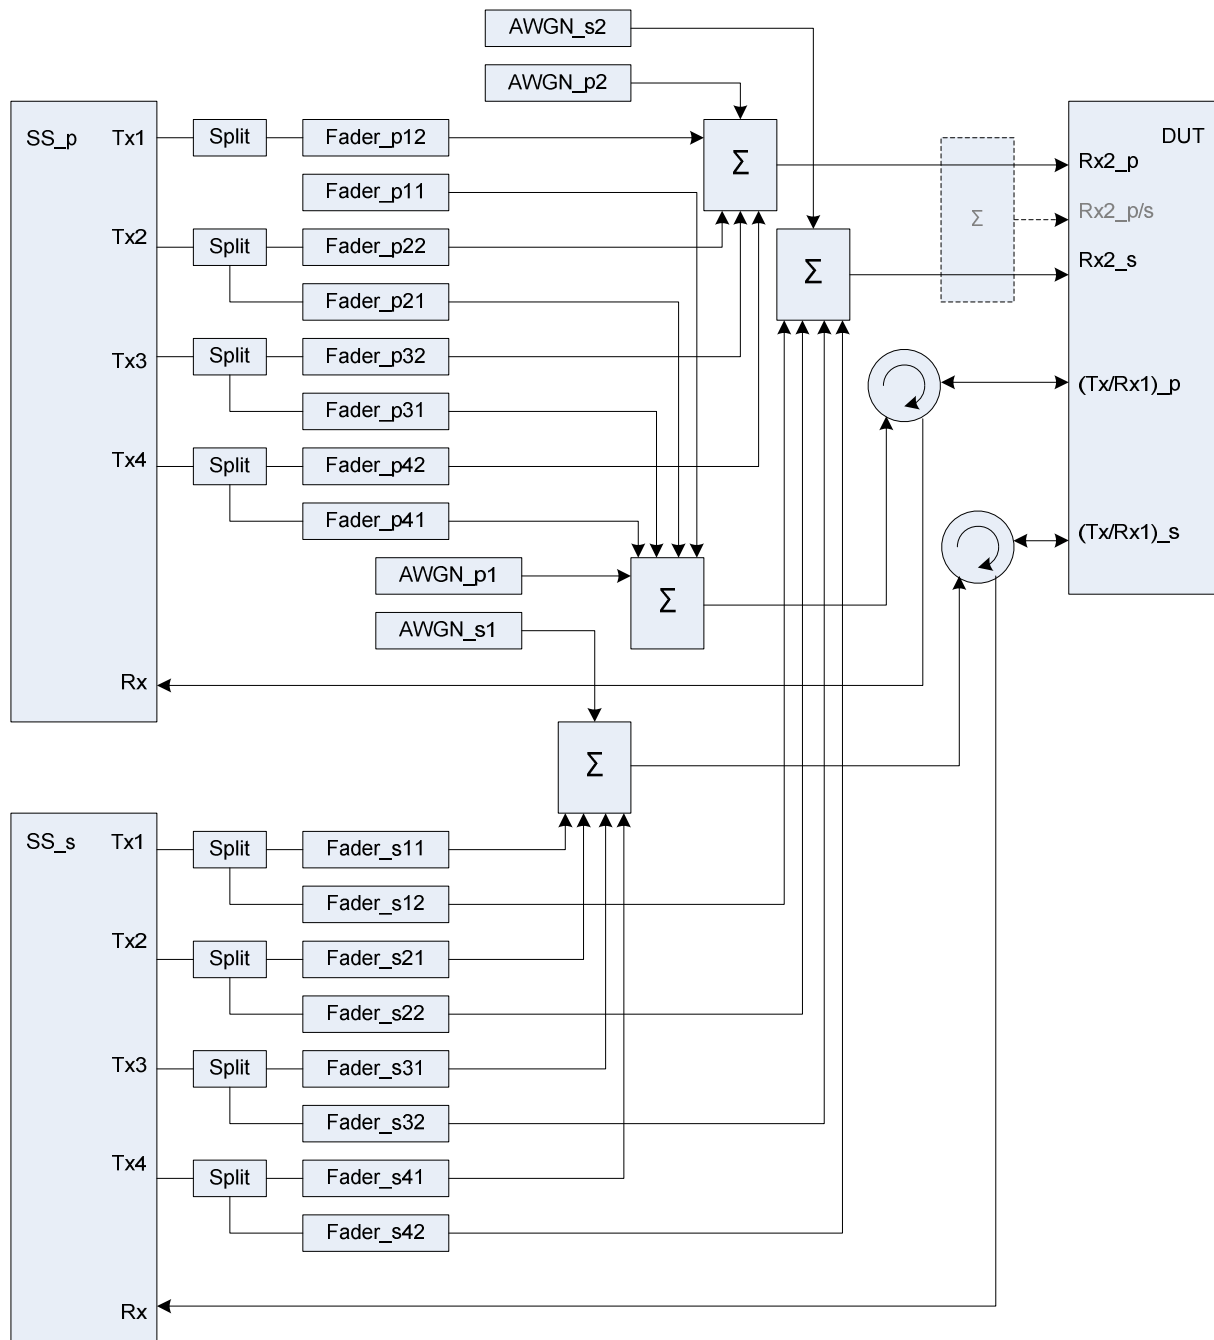 AWGN_s2
AWGN_p2
SS_p
Tx1
Split
Fader_p12
Σ
DUT
Rx2_p
Fader_p11
Σ
Rx2_p/s
Tx2
Split
Fader_p22
Σ
Rx2_s
Fader_p21
Tx3
Split
Fader_p32
(Tx/Rx1)_p
Fader_p31
Tx4
Split
Fader_p42
Fader_p41
(Tx/Rx1)_s
AWGN_p1
Σ
AWGN_s1
Rx
Σ
SS_s
Tx1
Split
Fader_s11
Fader_s12
Tx2
Split
Fader_s21
Fader_s22
Tx3
Split
Fader_s31
Fader_s32
Tx4
Split
Fader_s41
Fader_s42
Rx